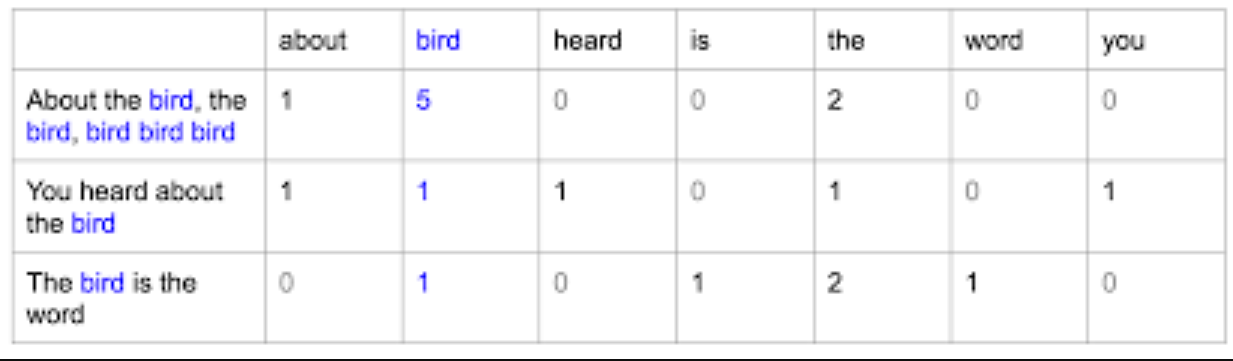 about bird heard is the word you
About the bird, the 1 5 0 0 2 0 0
bird, bird bird bird
You heard about 1 1 1 0 1 0 1
the bird
The bird is the 0 1 0 1 2 1 0
word